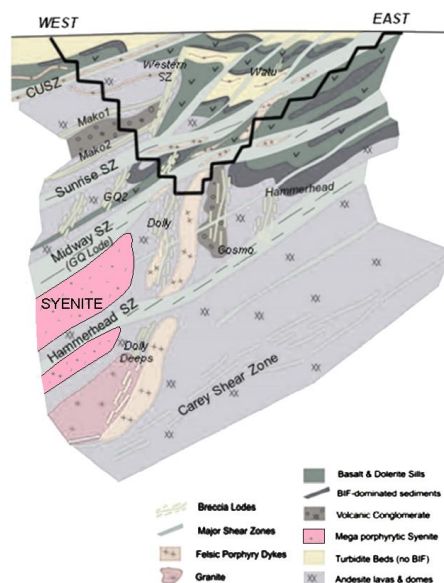 WEST
EAST
Western
SZ
Watu
CUSZ
Mako1
Mako2
Sunrise SZ
GQ2
Hammerhead
Dolly
Midway SZ
(GQ Lode)
Cosmo
SYENITE
Hammerhead SZ
Dolly
Deeps
Carey Shear Zone
Breccia Lodes
Major Shear Zones
Felsic Porphyry Dykes
Granite
Basalt & Dolerite Sills
BIF-dominated sediments
Volcanic Conglomerate
Mega porphyrytic Syenite
Turbidite Beds (no BIF)
Andesite lavas & domes